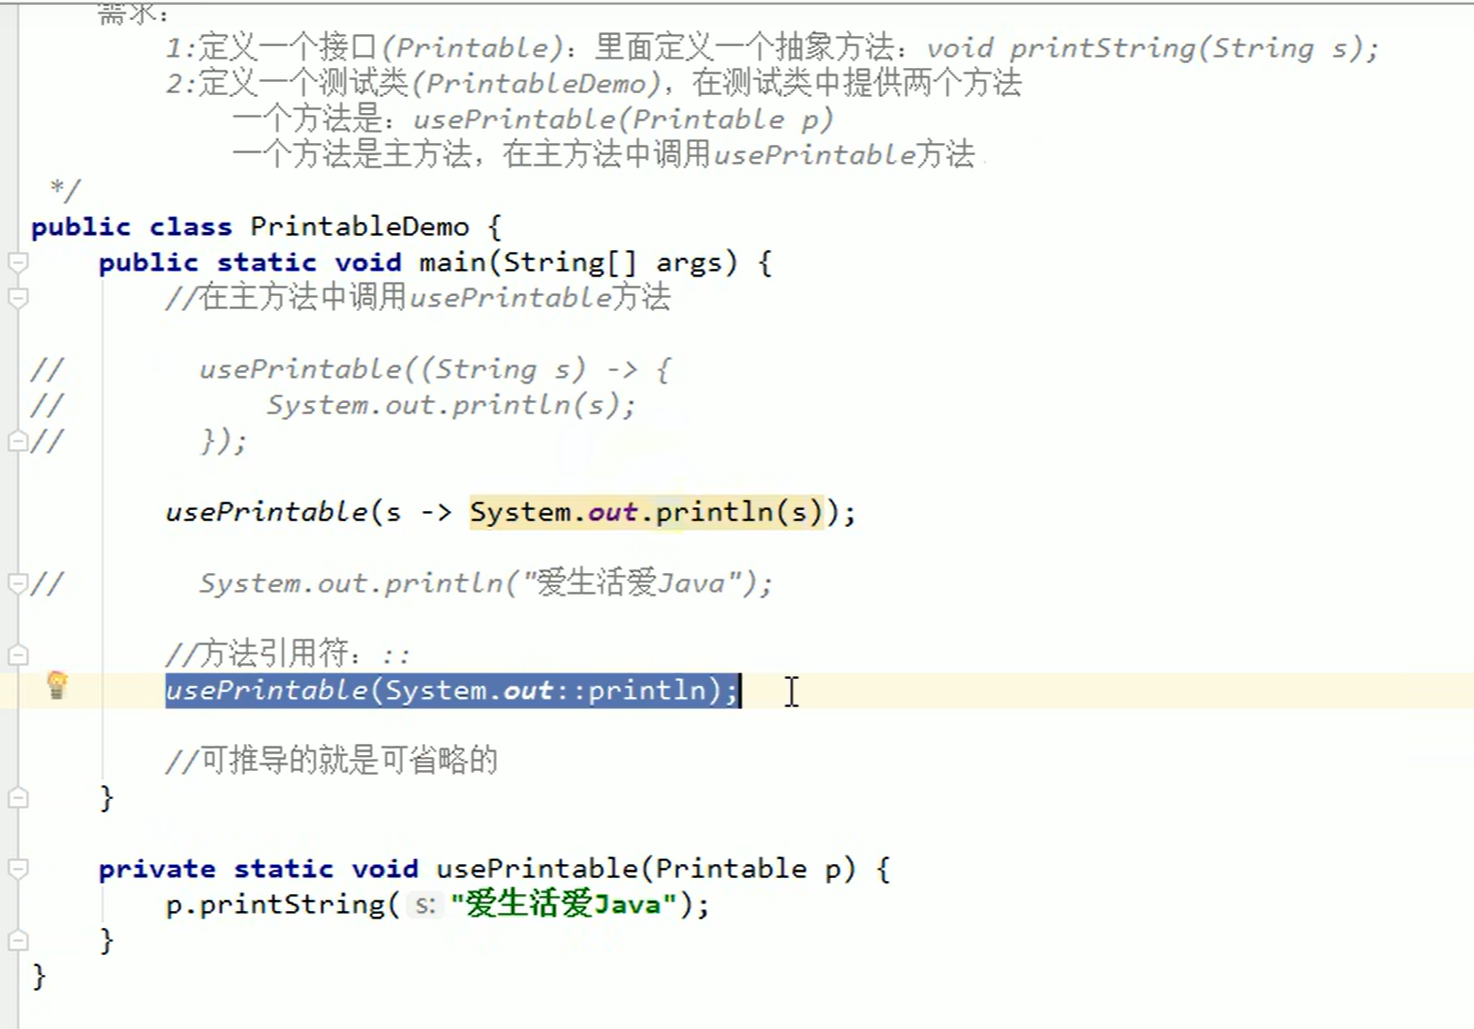 需求：
1:定义一个接口(Printable)：里面定义一个抽象方法：void printString(String s);
2:定义一个测试类(PrintableDemo)，在测试类中提供两个方法
一个方法是：usePrintable(Printable p)
一个方法是主方法，在主方法中调用usePrintable方法
*/
public class PrintableDemo {
public static void main(String[] args) {
//在主方法中调用usePrintable方法
// usePrintable((String s) -> {
// System.out.println(s);
// });
usePrintable(s -> System.out.println(s));
// System.out.println("爱生活爱Java");
//方法引用符：::
usePrintable(System.out::println);
//可推导的就是可省略的
}
private static void usePrintable(Printable p) {
p.printString( s: "爱生活爱Java");
}
}